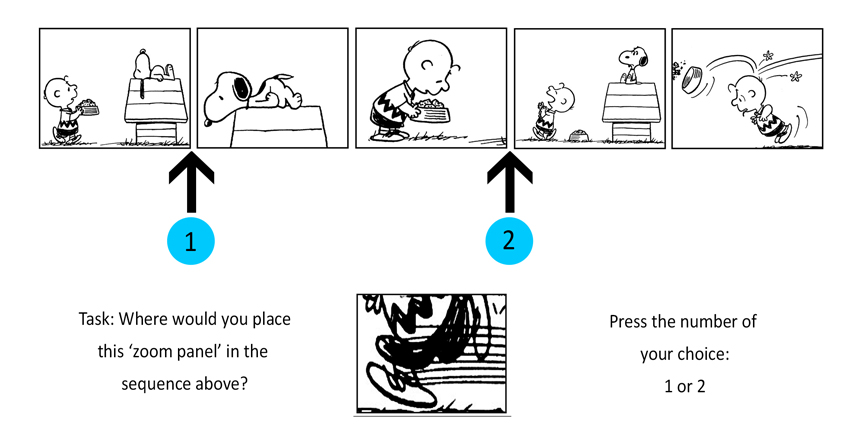 1
2
Task: Where would you place
this ‘zoom panel’ in the
sequence above?
Press the number of
your choice:
1 or 2